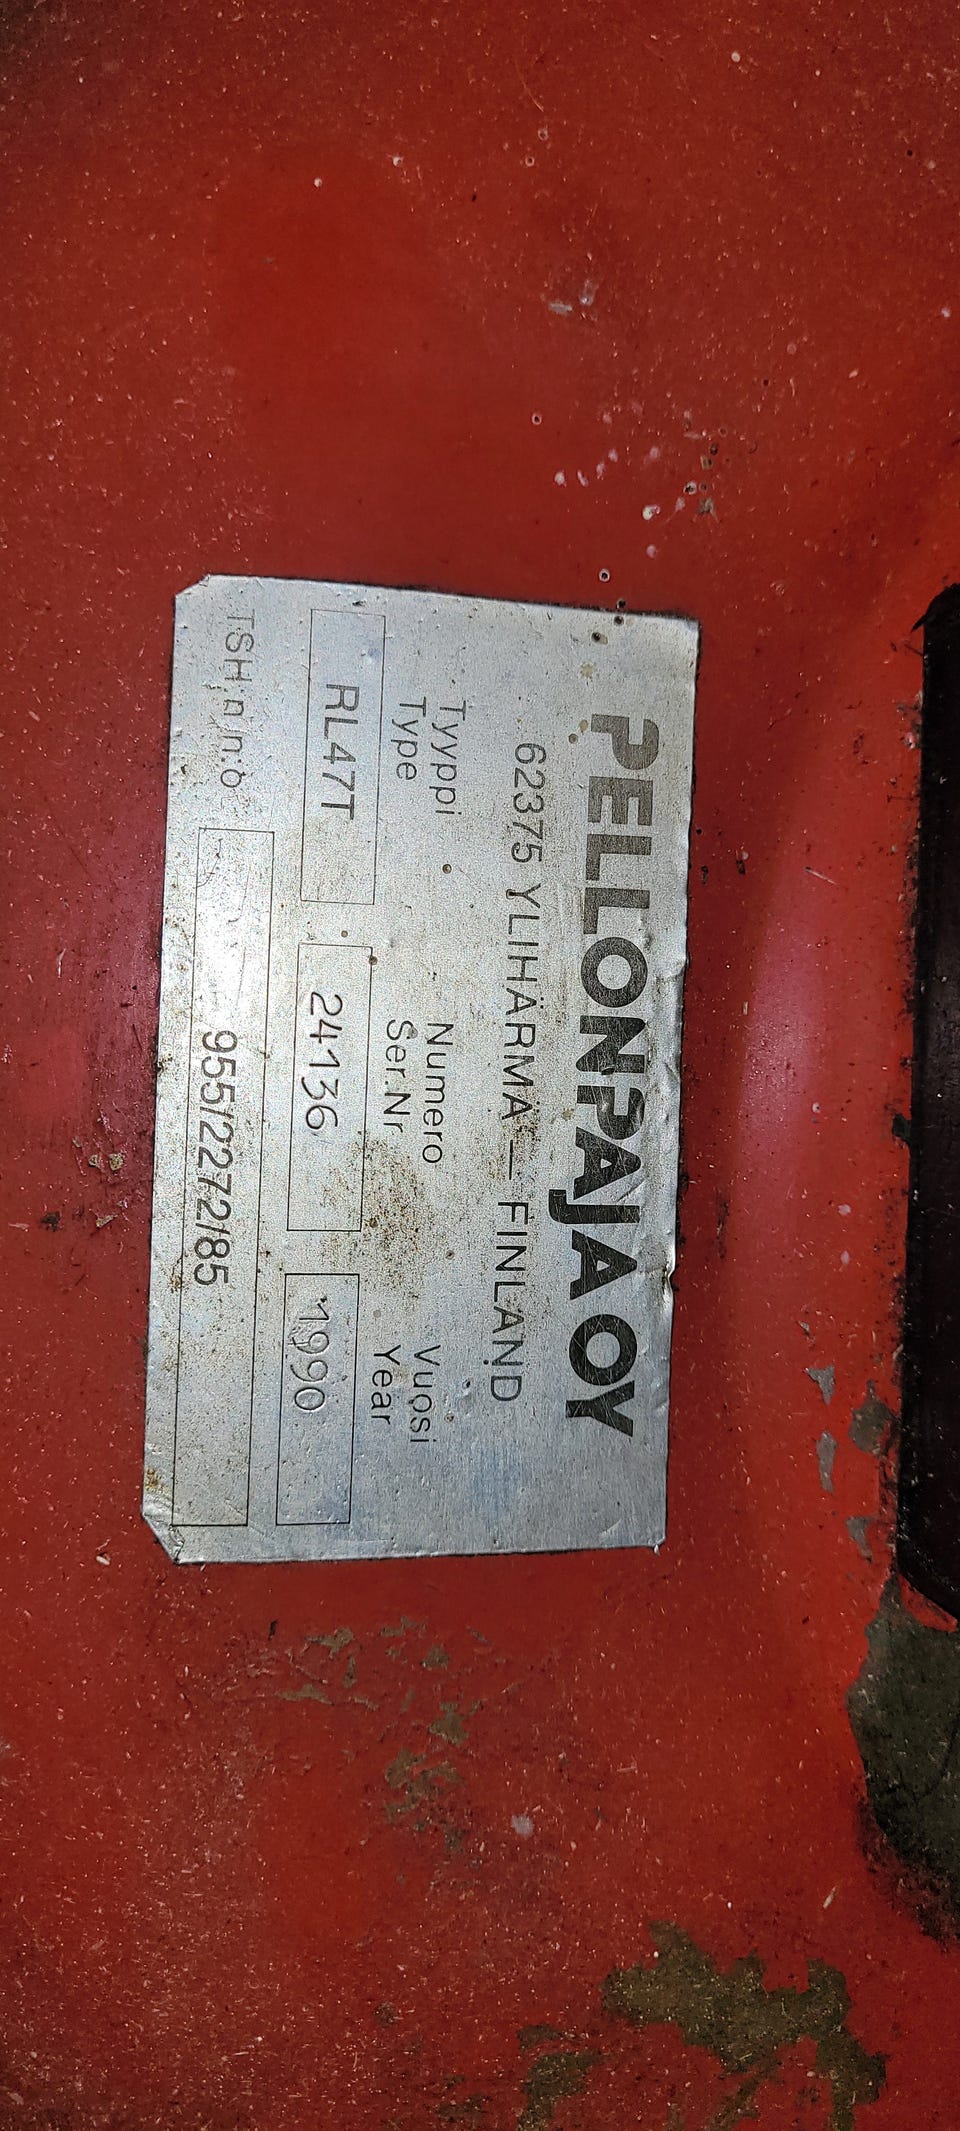 PELLONPAJA OY
62375 YLIHÄRMÄ — FINLAND
Tyyppi Numero Vuosi
Type Ser.Nr Year
RL47T 24136 1990
TSH:n n:o 955/2272/85